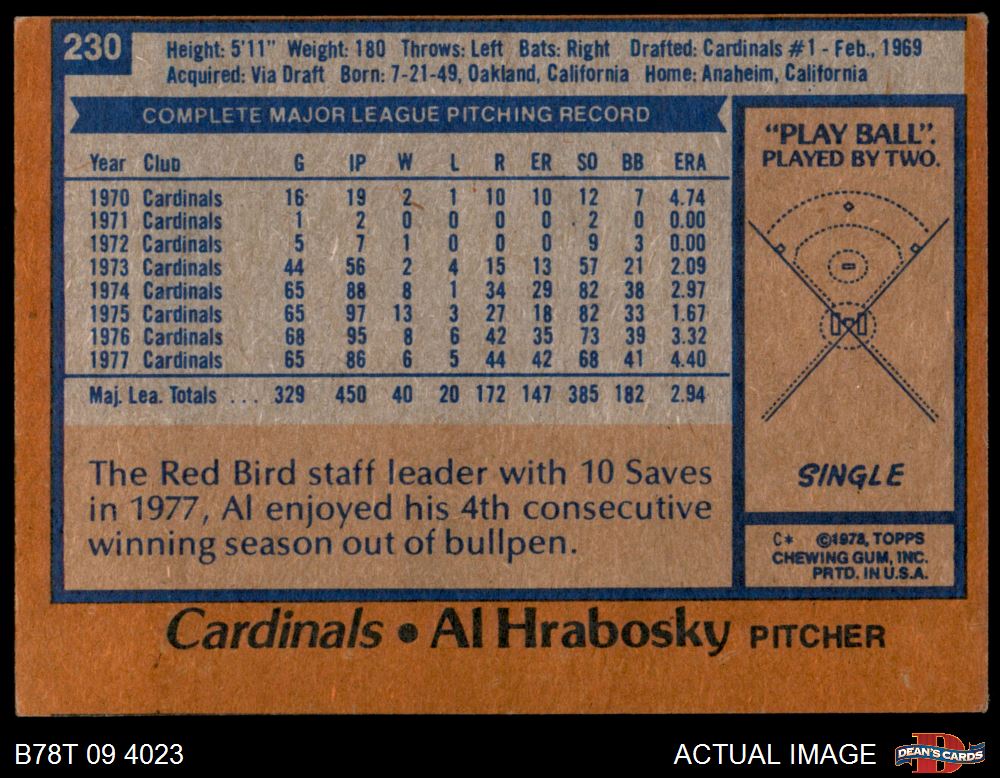 230
Height: 5'11" Weight: 180 Throws: Left Bats: Right Drafted: Cardinals #1 - Feb., 1969
Acquired: Via Draft Born: 7-21-49, Oakland, California Home: Anaheim, California
COMPLETE MAJOR LEAGUE PITCHING RECORD
Year Club G IP W L R ER SO BB ERA
1970 Cardinals 16 19 2 1 10 10 12 7 4.74
1971 Cardinals 1 2 0 0 0 0 2 0 0.00
1972 Cardinals 5 7 1 0 0 0 9 3 0.00
1973 Cardinals 44 56 2 4 15 13 57 21 2.09
1974 Cardinals 65 88 8 1 34 29 82 38 2.97
1975 Cardinals 65 97 13 3 27 18 82 33 1.67
1976 Cardinals 68 95 8 6 42 35 73 39 3.32
1977 Cardinals 65 86 6 5 44 42 68 41 4.40
Maj. Lea. Totals ... 329 450 40 20 172 147 385 182 2.94
The Red Bird staff leader with 10 Saves
in 1977, Al enjoyed his 4th consecutive
winning season out of bullpen.
"PLAY BALL".
PLAYED BY TWO.
SINGLE
C* ©1978, TOPPS
CHEWING GUM, INC.
PRTD. IN U.S.A.
Cardinals • Al Hrabosky PITCHER
B78T 09 4023
ACTUAL IMAGE
DEAN'S CARDS